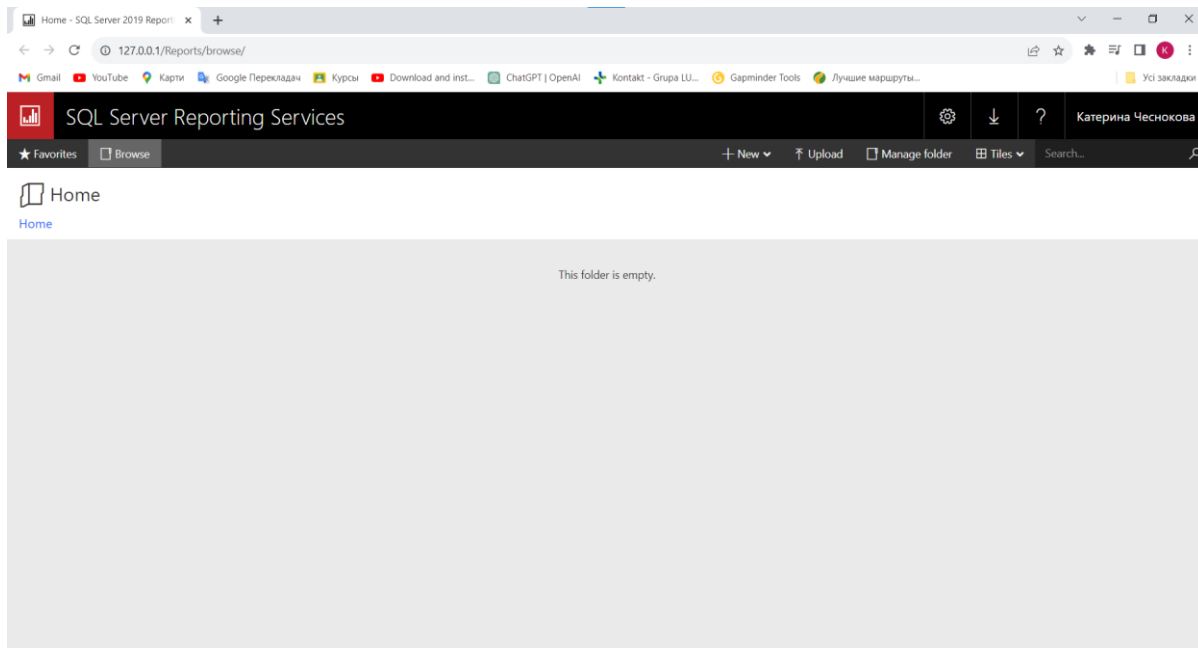 Home - SQL Server 2019 Report
127.0.0.1/Reports/browse/
Gmail YouTube Карти Google Перекладач Курсы Download and inst... ChatGPT | OpenAI Kontakt - Grupa LU... Gapminder Tools Лучшие маршруты... Усі закладки
K
SQL Server Reporting Services ? Катерина Чеснокова
Favorites Browse + New Upload Manage folder Tiles Search...
Home
Home
This folder is empty.